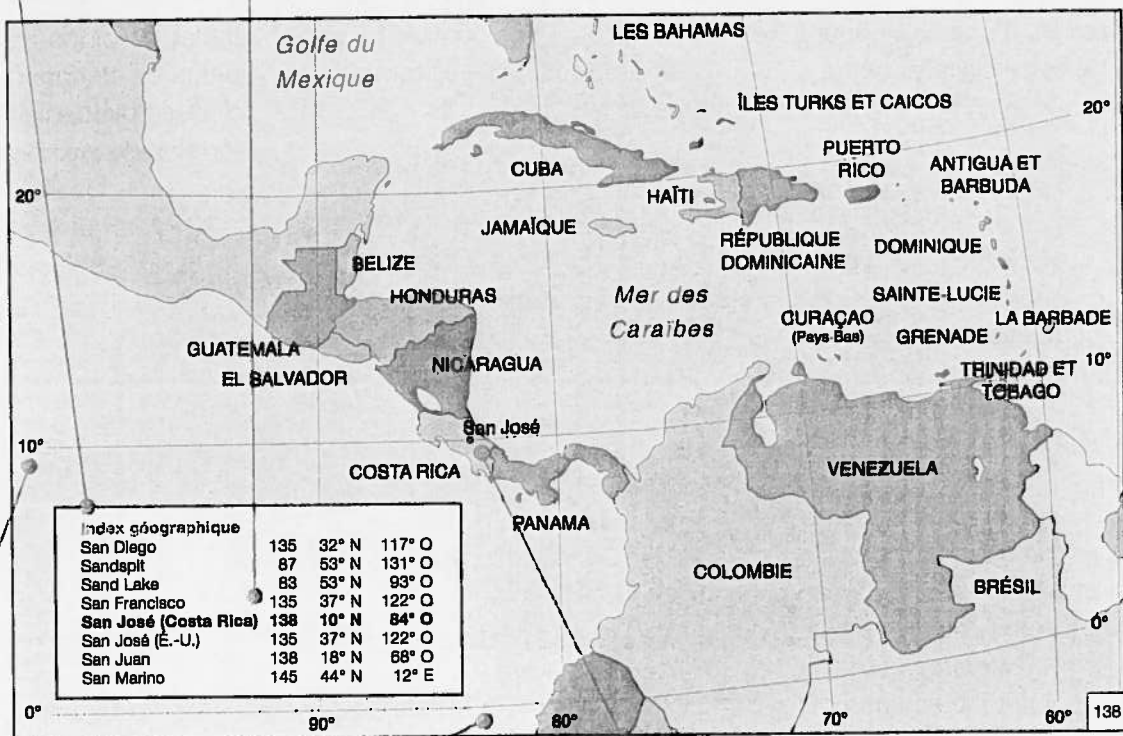 LES BAHAMAS
Golfe du
Mexique
ÎLES TURKS ET CAICOS
20°
CUBA
PUERTO
RICO
ANTIGUA ET
BARBUDA
20°
HAÏTI
JAMAÏQUE
RÉPUBLIQUE
DOMINICAINE
DOMINIQUE
BELIZE
HONDURAS
Mer des
Caraïbes
SAINTE-LUCIE
CURAÇAO
(Pays-Bas)
GRENADE
LA BARBADE
GUATEMALA
NICARAGUA
EL SALVADOR
TRINIDAD ET
TOBAGO
10°
10°
San José
COSTA RICA
VENEZUELA
PANAMA
COLOMBIE
BRÉSIL
Index géographique
San Diego 135 32° N 117° O
Sandspit 87 53° N 131° O
Sand Lake 83 53° N 93° O
San Francisco 135 37° N 122° O
San José (Costa Rica) 138 10° N 84° O
San José (É.-U.) 135 37° N 122° O
San Juan 138 18° N 68° O
San Marino 145 44° N 12° E
0°
0°
90°
80°
70°
60°
138